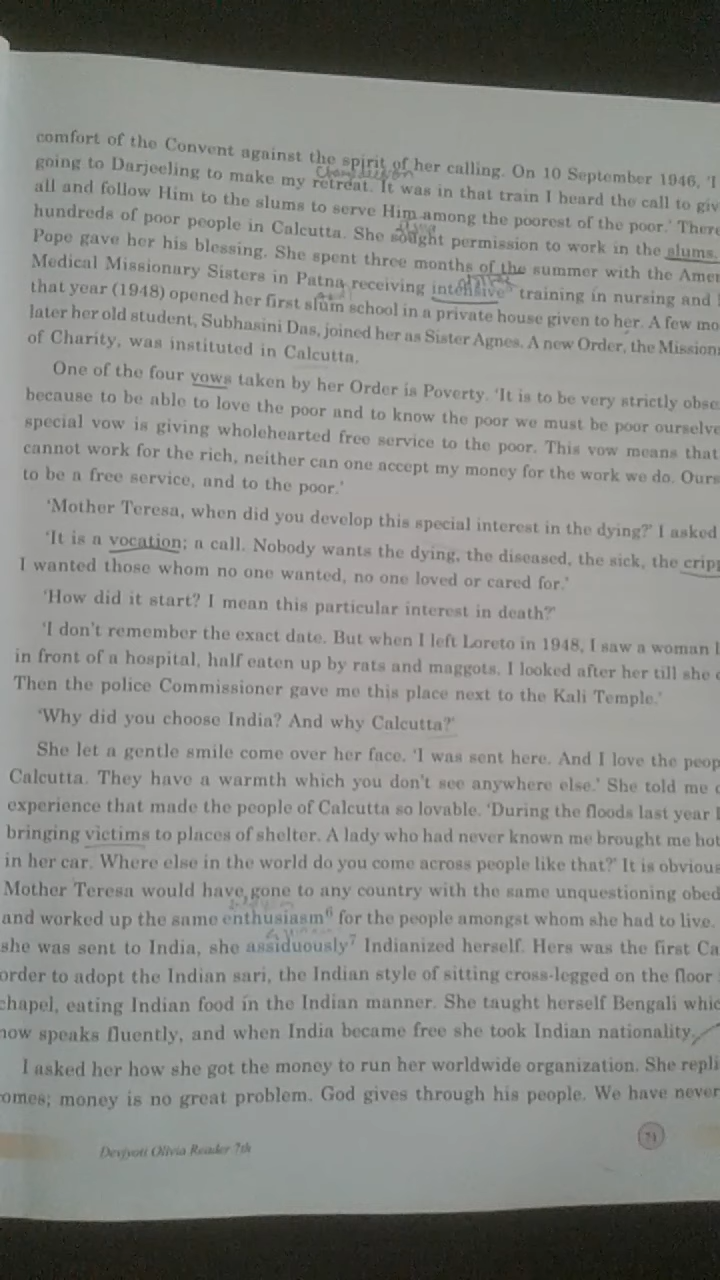 comfort of the Convent against the spirit of her calling. On 10 September 1946, 'I
going to Darjeeling to make my retreat. It was in that train I heard the call to giv
all and follow Him to the slums to serve Him among the poorest of the poor.' There
hundreds of poor people in Calcutta. She sought permission to work in the slums.
Pope gave her his blessing. She spent three months of the summer with the Amer
Medical Missionary Sisters in Patna receiving intensive⁵ training in nursing and
that year (1948) opened her first slum school in a private house given to her. A few mo
later her old student, Subhasini Das, joined her as Sister Agnes. A new Order, the Mission
of Charity, was instituted in Calcutta.
One of the four vows taken by her Order is Poverty. 'It is to be very strictly obse
because to be able to love the poor and to know the poor we must be poor ourselve
special vow is giving wholehearted free service to the poor. This vow means that
cannot work for the rich, neither can one accept my money for the work we do. Ours
to be a free service, and to the poor.'
'Mother Teresa, when did you develop this special interest in the dying?' I asked
'It is a vocation; a call. Nobody wants the dying, the diseased, the sick, the cripp
I wanted those whom no one wanted, no one loved or cared for.'
'How did it start? I mean this particular interest in death?'
'I don't remember the exact date. But when I left Loreto in 1948, I saw a woman l
in front of a hospital, half eaten up by rats and maggots. I looked after her till she
Then the police Commissioner gave me this place next to the Kali Temple.'
'Why did you choose India? And why Calcutta?'
She let a gentle smile come over her face. 'I was sent here. And I love the peop
Calcutta. They have a warmth which you don't see anywhere else.' She told me
experience that made the people of Calcutta so lovable. 'During the floods last year I
bringing victims to places of shelter. A lady who had never known me brought me hot
in her car. Where else in the world do you come across people like that?' It is obvious
Mother Teresa would have gone to any country with the same unquestioning obed
and worked up the same enthusiasm⁶ for the people amongst whom she had to live.
she was sent to India, she assiduously⁷ Indianized herself. Hers was the first Ca
order to adopt the Indian sari, the Indian style of sitting cross-legged on the floor
chapel, eating Indian food in the Indian manner. She taught herself Bengali whic
now speaks fluently, and when India became free she took Indian nationality.
I asked her how she got the money to run her worldwide organization. She repli
omes; money is no great problem. God gives through his people. We have never
Devjyoti Olivia Reader 7th
71